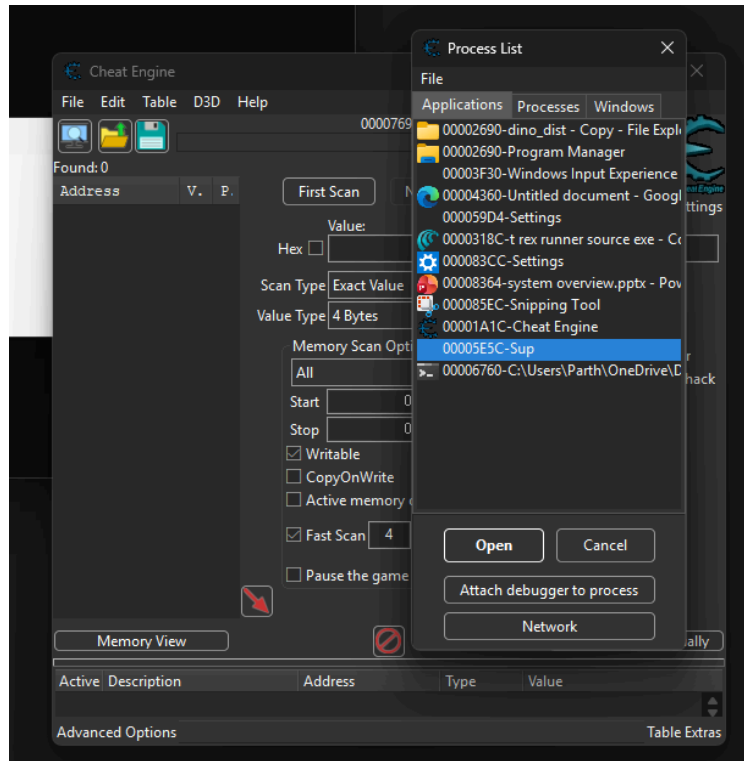 Process List
Cheat Engine
File
File Edit Table D3D Help
Applications Processes Windows
0000769
00002690-dino_dist - Copy - File Expl
00002690-Program Manager
00003F30-Windows Input Experience
00004360-Untitled document - Googl
000059D4-Settings
0000318C-t rex runner source exe - Co
000083CC-Settings
00008364-system overview.pptx - Pow
000085EC-Snipping Tool
00001A1C-Cheat Engine
00005E5C-Sup
00006760-C:\Users\Parth\OneDrive\D
Open Cancel
Attach debugger to process
Network
Found: 0
Address V. P.
First Scan N
ttings
Value:
Hex
Scan Type Exact Value
Value Type 4 Bytes
Memory Scan Opti
All
r
hack
Start 0
Stop 0
Writable
CopyOnWrite
Active memory o
Fast Scan 4
Pause the game
Memory View
ally
Active Description Address Type Value
Advanced Options Table Extras